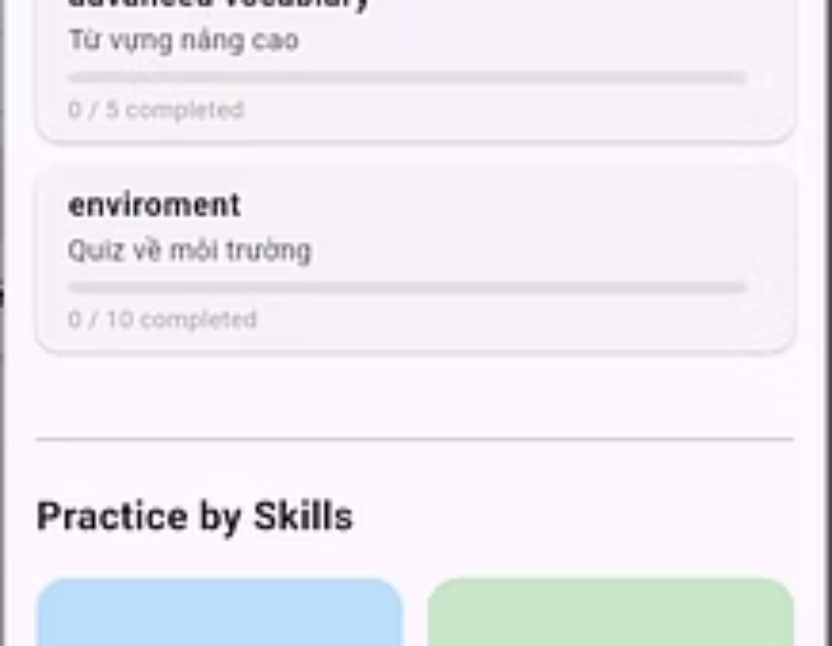 Từ vựng nâng cao
0 / 5 completed
enviroment
Quiz về môi trường
0 / 10 completed
Practice by Skills